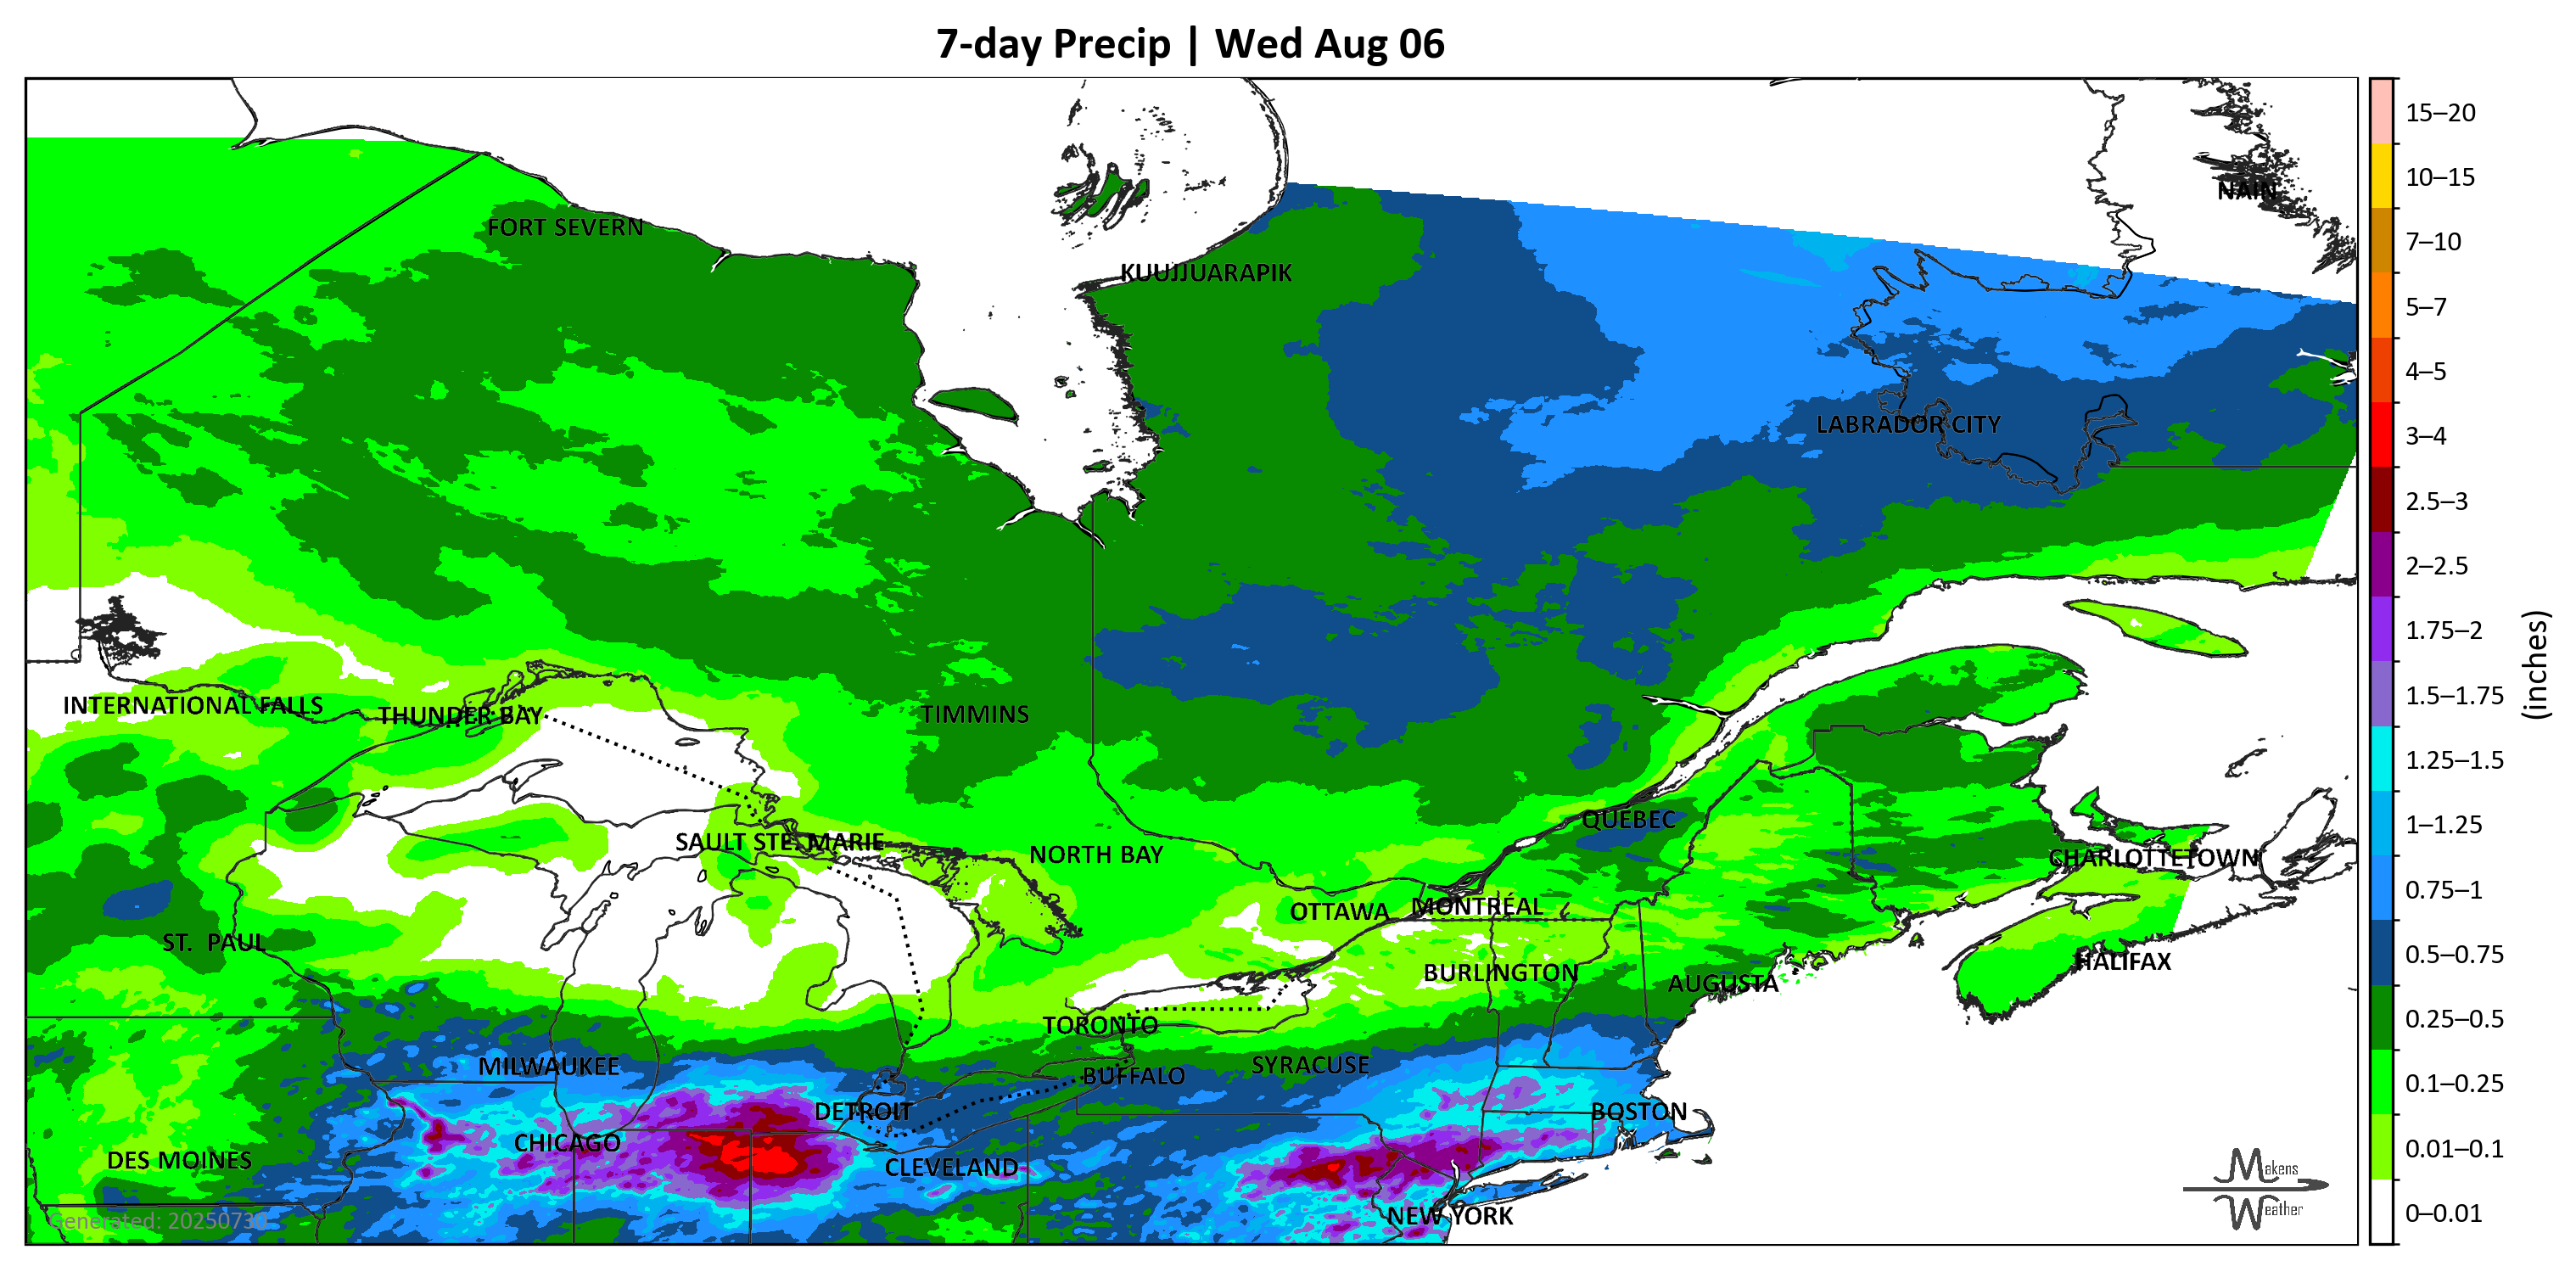 7-day Precip | Wed Aug 06
NAIN
FORT SEVERN
KUUJJUARAPIK
LABRADOR CITY
INTERNATIONAL FALLS
THUNDER BAY
TIMMINS
QUEBEC
SAULT STE. MARIE
NORTH BAY
CHARLOTTETOWN
OTTAWA
MONTRÉAL
ST. PAUL
HALIFAX
BURLINGTON
AUGUSTA
TORONTO
MILWAUKEE
SYRACUSE
BUFFALO
DETROIT
BOSTON
CHICAGO
DES MOINES
CLEVELAND
NEW YORK
Generated: 20250730
Makens
Weather
15–20
10–15
7–10
5–7
4–5
3–4
2.5–3
2–2.5
1.75–2
1.5–1.75
1.25–1.5
1–1.25
0.75–1
0.5–0.75
0.25–0.5
0.1–0.25
0.01–0.1
0–0.01
(inches)